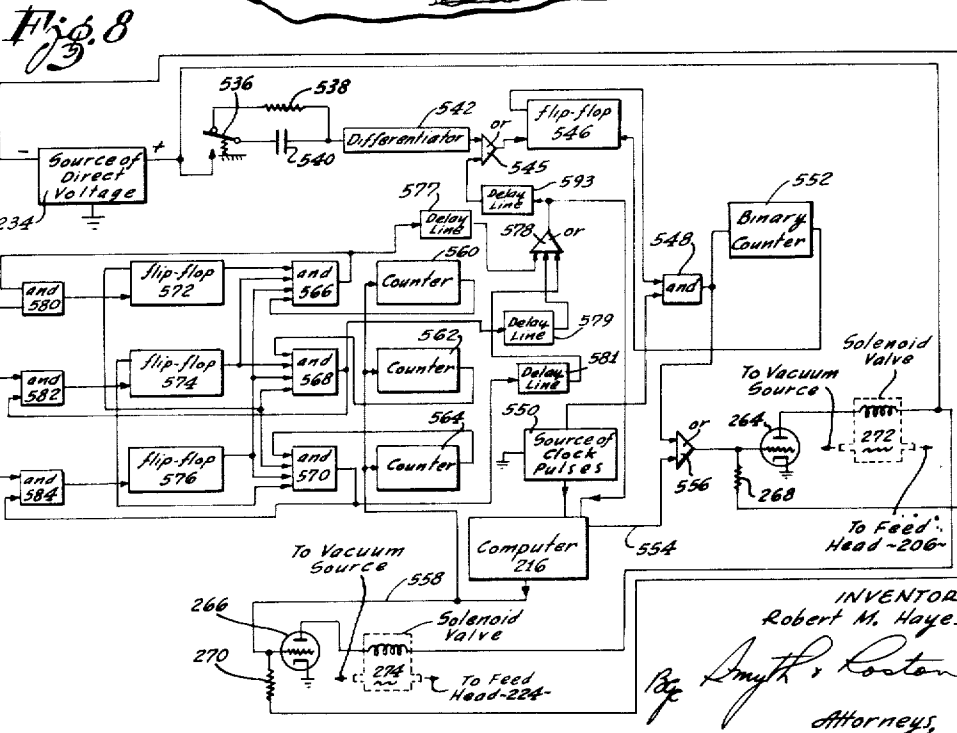 Fig. 8
536
538
540
542
Differentiator
or
545
flip-flop
546
Source of
Direct
Voltage
-
+
234
577
Delay
Line
593
Delay
Line
578
or
552
Binary
Counter
548
and
and
580
flip-flop
572
and
566
560
Counter
579
Delay
Line
and
582
flip-flop
574
and
568
562
Counter
581
Delay
Line
and
584
flip-flop
576
and
570
564
Counter
550
Source of
Clock
Pulses
or
556
To Vacuum
Source
264
268
Solenoid
Valve
272
To Feed
Head ~206~
Computer
216
554
558
To Vacuum
Source
266
270
Solenoid
Valve
274
To Feed
Head ~224~
INVENTOR
Robert M. Hayes
By Smyth & Roston
Attorneys,